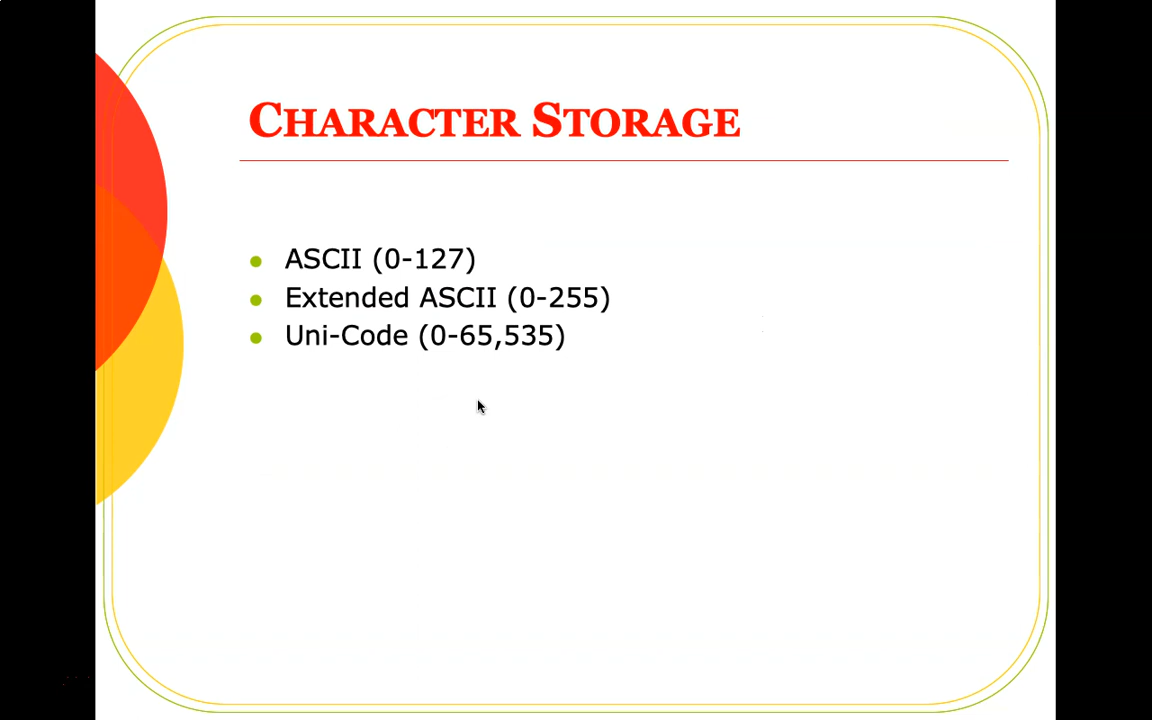 CHARACTER STORAGE
ASCII (0-127)
Extended ASCII (0-255)
Uni-Code (0-65,535)